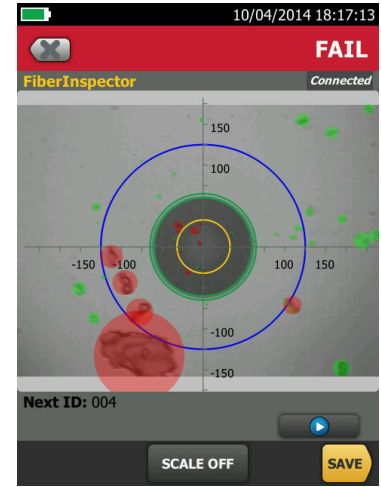 10/04/2014 18:17:13
FAIL
FiberInspector
Connected
150
100
-150 -100 100 150
-100
-150
Next ID: 004
SCALE OFF
SAVE